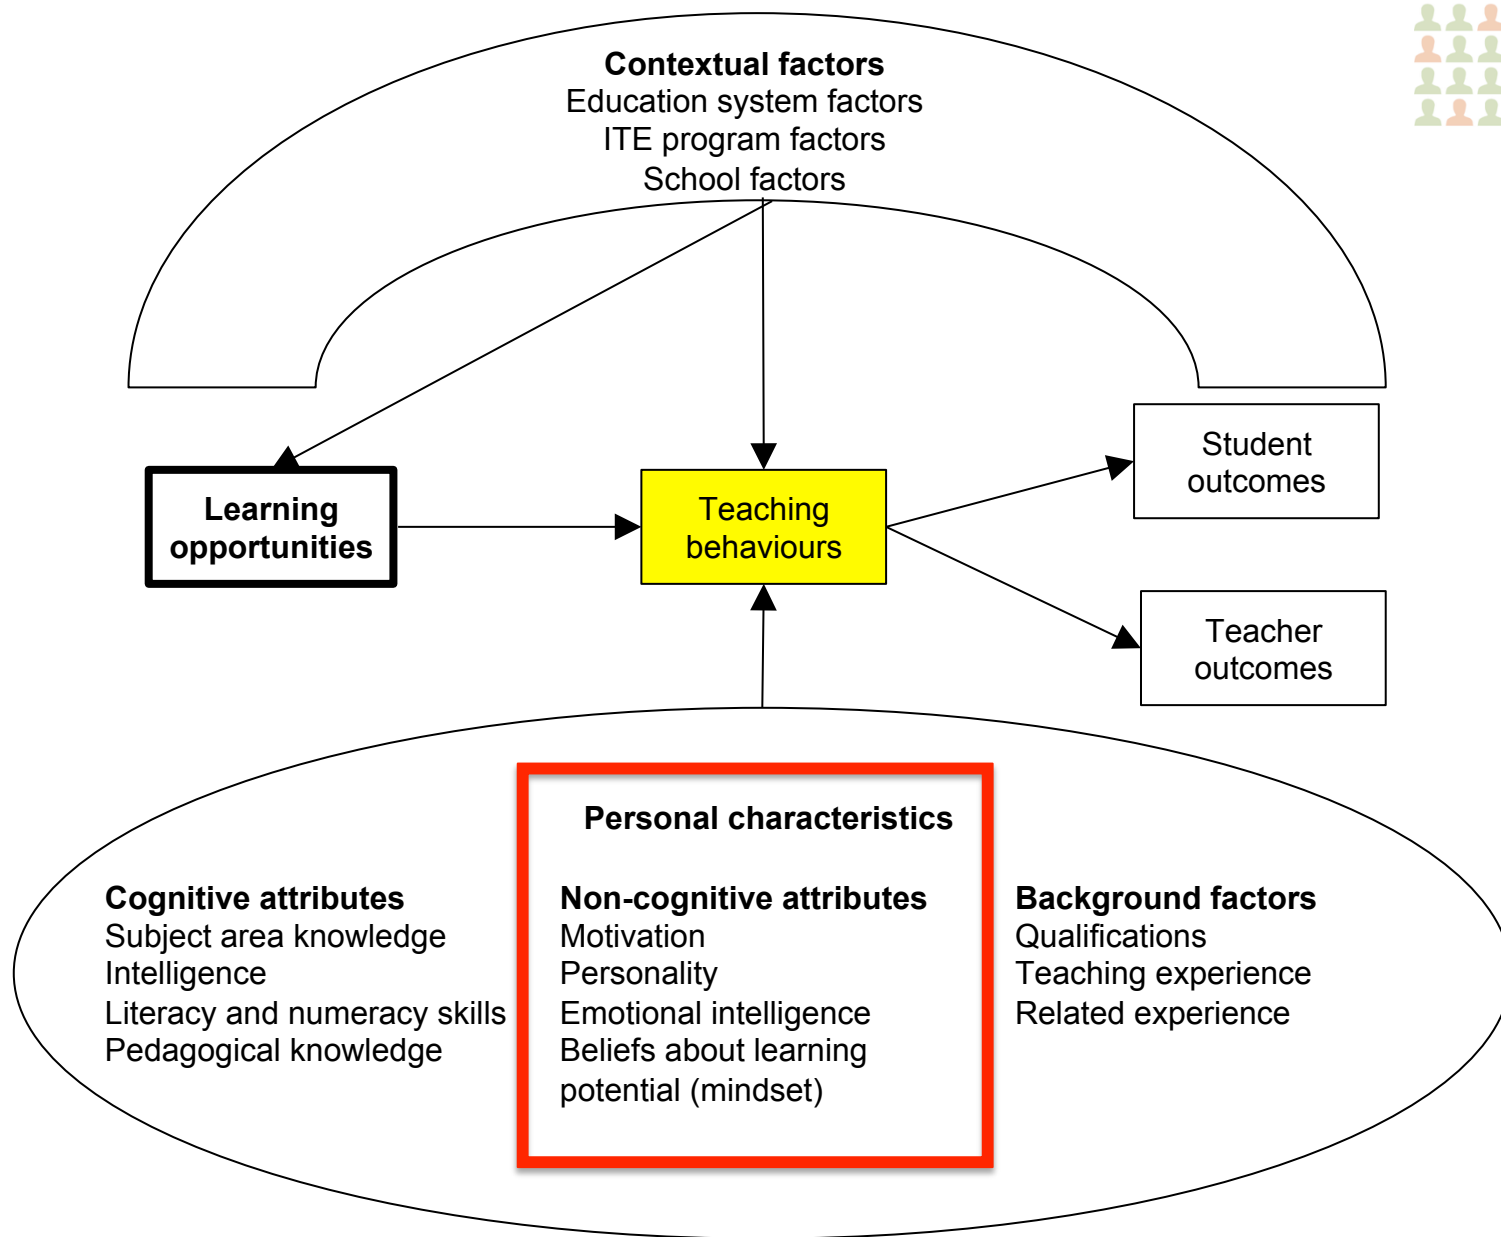 Contextual factors
Education system factors
ITE program factors
School factors
Student
outcomes
Learning
opportunities
Teaching
behaviours
Teacher
outcomes
Personal characteristics
Cognitive attributes
Subject area knowledge
Intelligence
Literacy and numeracy skills
Pedagogical knowledge
Non-cognitive attributes
Motivation
Personality
Emotional intelligence
Beliefs about learning
potential (mindset)
Background factors
Qualifications
Teaching experience
Related experience